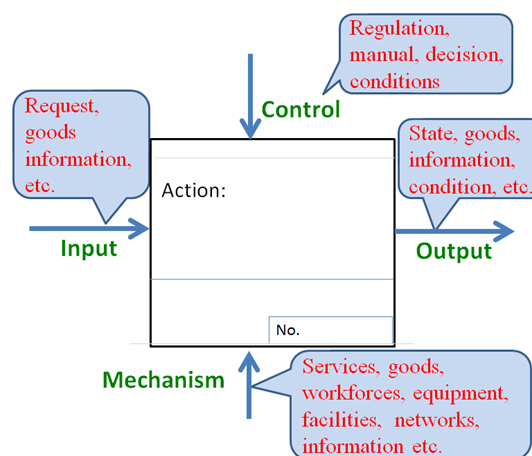 Regulation,
manual, decision,
conditions
Control
Request,
goods
information,
etc.
State, goods,
information,
condition, etc.
Action:
Input
Output
No.
Mechanism
Services, goods,
workforces, equipment,
facilities, networks,
information etc.